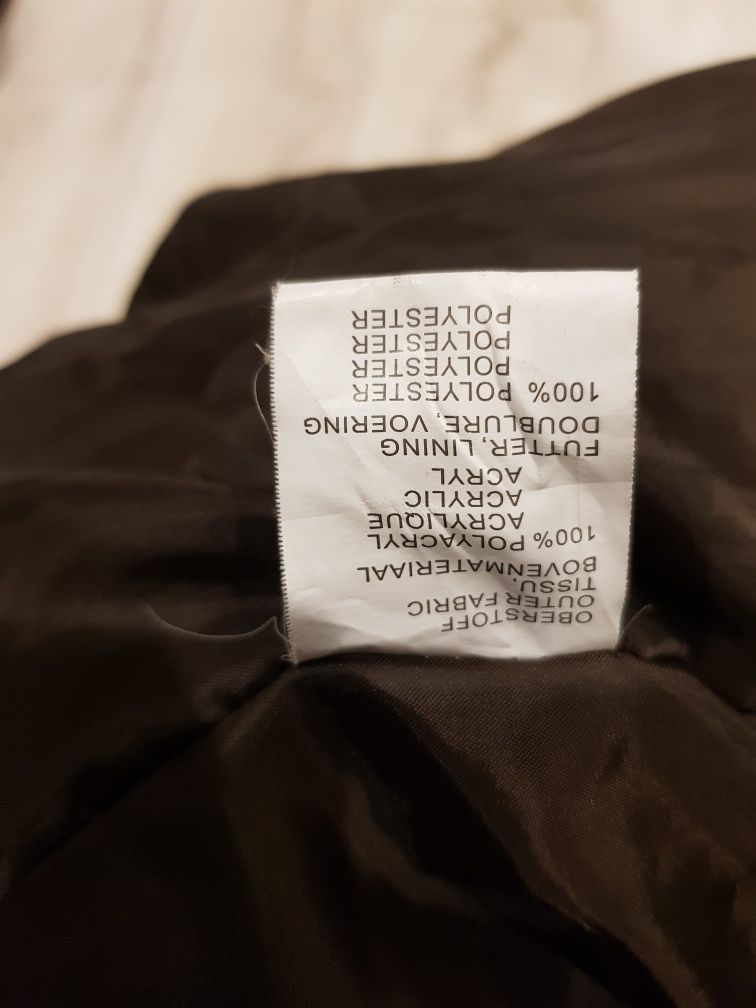 OBERSTOFF
OUTER FABRIC
TISSU,
BOVENMATERIAAL
100% POLYACRYL
ACRYLIQUE
ACRYLIC
ACRYL
FUTTER, LINING
DOUBLURE, VOERING
100% POLYESTER
POLYESTER
POLYESTER
POLYESTER